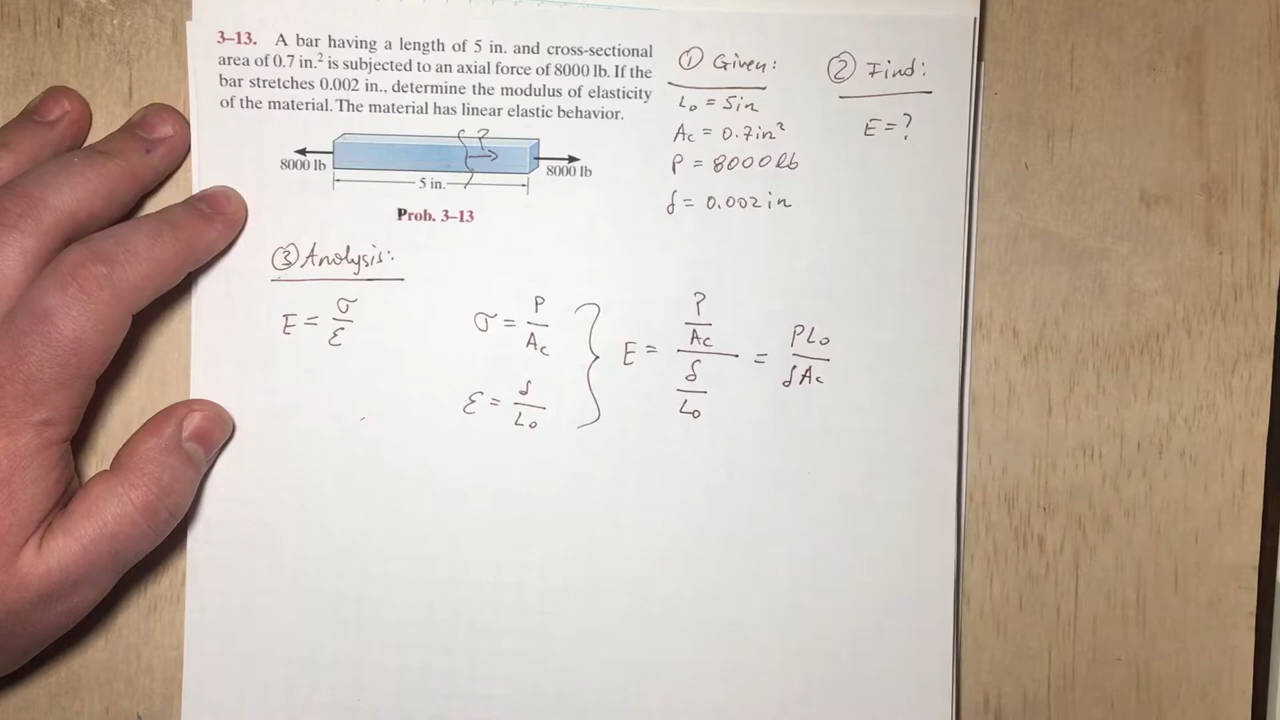 3–13. A bar having a length of 5 in. and cross-sectional
area of 0.7 in.² is subjected to an axial force of 8000 lb. If the
bar stretches 0.002 in., determine the modulus of elasticity
of the material. The material has linear elastic behavior.
P
8000 lb
8000 lb
5 in.
Prob. 3–13
① Given:
L₀ = 5in
Ac = 0.7in²
P = 8000lb
δ = 0.002in
② Find:
E = ?
③ Analysis:
E = σ/ε
σ = P/Ac
ε = δ/L₀
} E = (P/Ac)/(δ/L₀) = PL₀/δAc